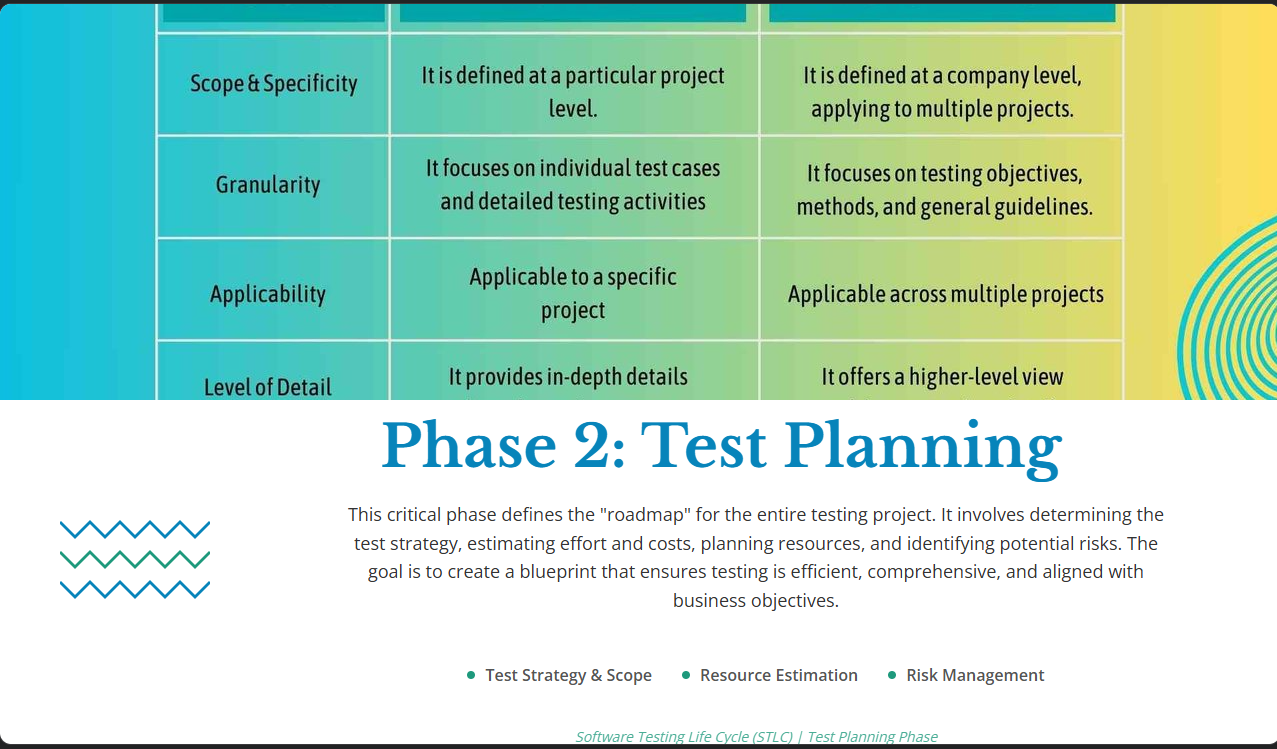 Scope & Specificity
It is defined at a particular project
level.
It is defined at a company level,
applying to multiple projects.
Granularity
It focuses on individual test cases
and detailed testing activities
It focuses on testing objectives,
methods, and general guidelines.
Applicability
Applicable to a specific
project
Applicable across multiple projects
Level of Detail
It provides in-depth details
It offers a higher-level view
Phase 2: Test Planning
This critical phase defines the "roadmap" for the entire testing project. It involves determining the
test strategy, estimating effort and costs, planning resources, and identifying potential risks. The
goal is to create a blueprint that ensures testing is efficient, comprehensive, and aligned with
business objectives.
Test Strategy & Scope
Resource Estimation
Risk Management
Software Testing Life Cycle (STLC) | Test Planning Phase